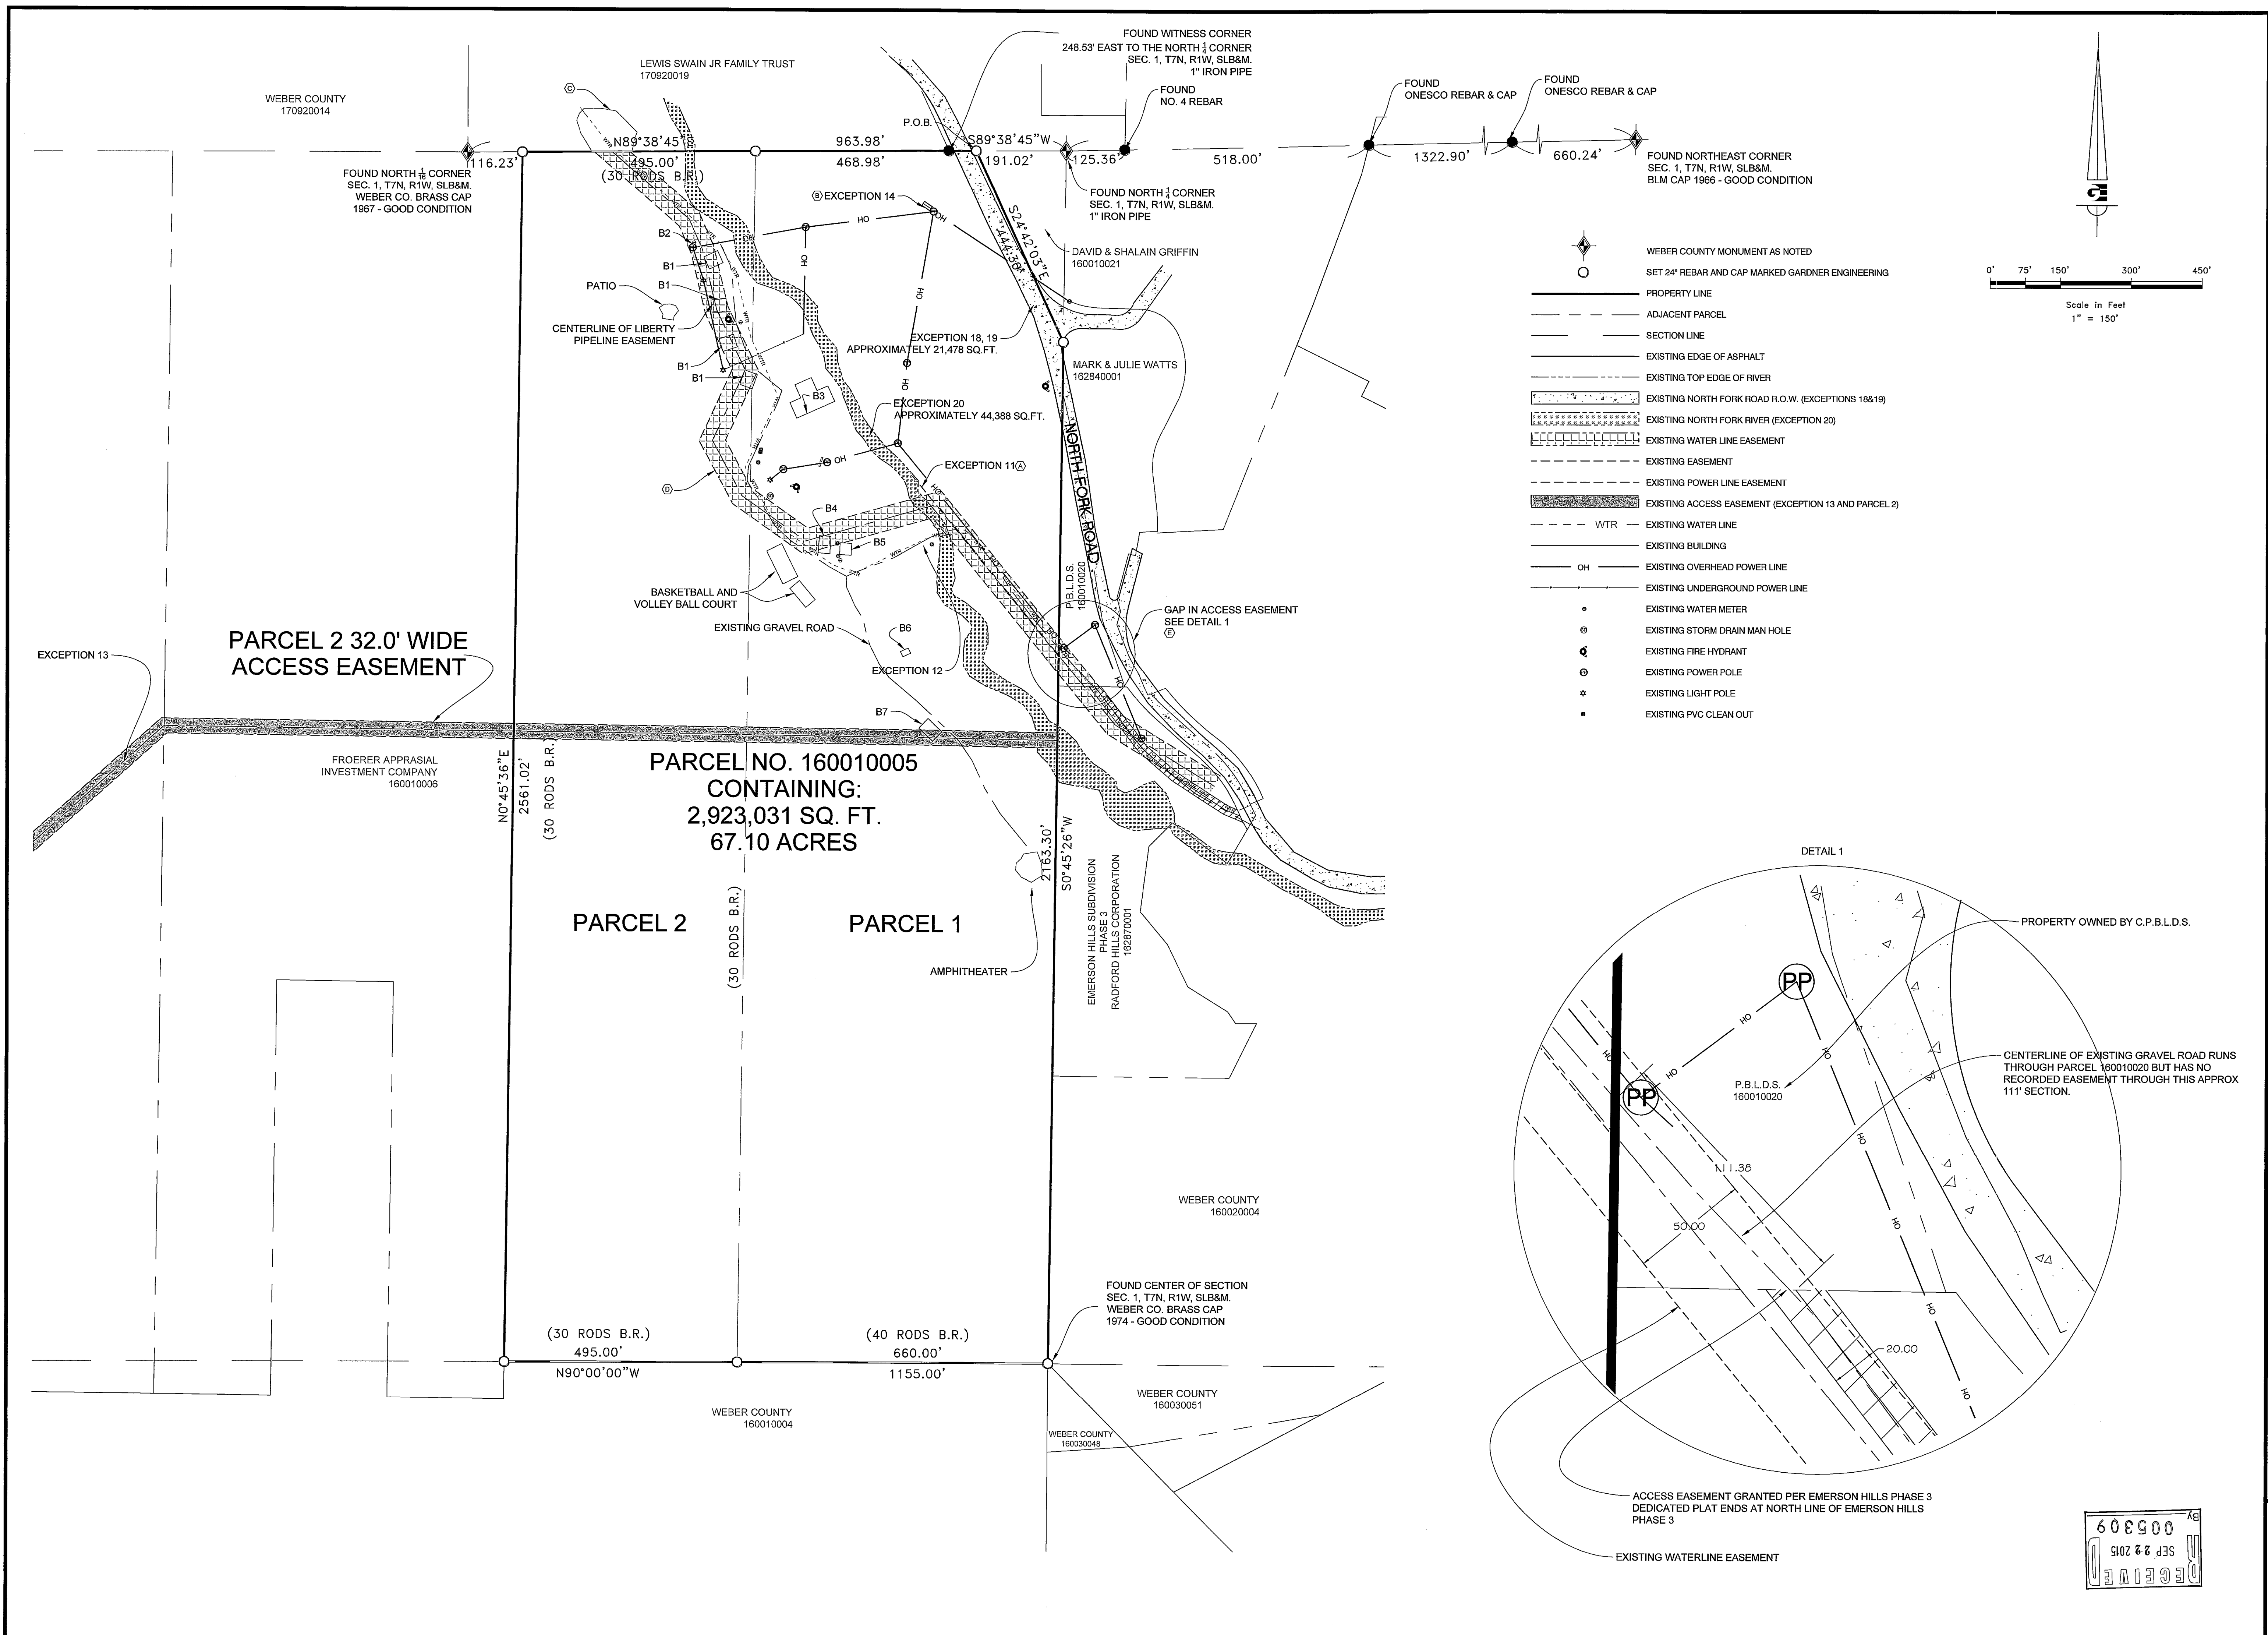 LEWIS SWAIN JR FAMILY TRUST
170920019
WEBER COUNTY
170920014
FOUND WITNESS CORNER
248.53' EAST TO THE NORTH 1/4 CORNER
SEC. 1, T7N, R1W, SLB&M.
1" IRON PIPE
FOUND
NO. 4 REBAR
FOUND
ONESCO REBAR & CAP
FOUND
ONESCO REBAR & CAP
C
P.O.B.
N89°38'45"
963.98'
S89°38'45"W
116.23'
495.00'
(30 RODS B.R.)
468.98'
191.02'
125.36'
518.00'
1322.90'
660.24'
FOUND NORTH 1/16 CORNER
SEC. 1, T7N, R1W, SLB&M.
WEBER CO. BRASS CAP
1967 - GOOD CONDITION
FOUND NORTHEAST CORNER
SEC. 1, T7N, R1W, SLB&M.
BLM CAP 1966 - GOOD CONDITION
FOUND NORTH 1/4 CORNER
SEC. 1, T7N, R1W, SLB&M.
1" IRON PIPE
B EXCEPTION 14
S24°42'03"E
444.30'
DAVID & SHALAIN GRIFFIN
160010021
B2
B1
B1
PATIO
CENTERLINE OF LIBERTY
PIPELINE EASEMENT
B1
B1
EXCEPTION 18, 19
APPROXIMATELY 21,478 SQ.FT.
MARK & JULIE WATTS
162840001
B3
EXCEPTION 20
APPROXIMATELY 44,388 SQ.FT.
NORTH FORK ROAD
EXCEPTION 11 A
D
B4
B5
BASKETBALL AND
VOLLEY BALL COURT
P.B.L.D.S.
160010020
GAP IN ACCESS EASEMENT
SEE DETAIL 1
E
EXISTING GRAVEL ROAD
B6
EXCEPTION 12
B7
PARCEL 2 32.0' WIDE
ACCESS EASEMENT
EXCEPTION 13
FROERER APPRASIAL
INVESTMENT COMPANY
160010006
N0°45'36"E
2561.02'
(30 RODS B.R.)
PARCEL NO. 160010005
CONTAINING:
2,923,031 SQ. FT.
67.10 ACRES
2163.30'
S0°45'26"W
EMERSON HILLS SUBDIVISION
PHASE 3
RADFORD HILLS CORPORATION
162870001
(30 RODS B.R.)
PARCEL 2
PARCEL 1
AMPHITHEATER
WEBER COUNTY
160020004
FOUND CENTER OF SECTION
SEC. 1, T7N, R1W, SLB&M.
WEBER CO. BRASS CAP
1974 - GOOD CONDITION
(30 RODS B.R.)
495.00'
N90°00'00"W
(40 RODS B.R.)
660.00'
1155.00'
WEBER COUNTY
160010004
WEBER COUNTY
160030051
WEBER COUNTY
160030048
WEBER COUNTY MONUMENT AS NOTED
SET 24" REBAR AND CAP MARKED GARDNER ENGINEERING
PROPERTY LINE
ADJACENT PARCEL
SECTION LINE
EXISTING EDGE OF ASPHALT
EXISTING TOP EDGE OF RIVER
EXISTING NORTH FORK ROAD R.O.W. (EXCEPTIONS 18&19)
EXISTING NORTH FORK RIVER (EXCEPTION 20)
EXISTING WATER LINE EASEMENT
EXISTING EASEMENT
EXISTING POWER LINE EASEMENT
EXISTING ACCESS EASEMENT (EXCEPTION 13 AND PARCEL 2)
WTR EXISTING WATER LINE
EXISTING BUILDING
OH EXISTING OVERHEAD POWER LINE
EXISTING UNDERGROUND POWER LINE
EXISTING WATER METER
EXISTING STORM DRAIN MAN HOLE
EXISTING FIRE HYDRANT
EXISTING POWER POLE
EXISTING LIGHT POLE
EXISTING PVC CLEAN OUT
0' 75' 150' 300' 450'
Scale in Feet
1" = 150'
DETAIL 1
PROPERTY OWNED BY C.P.B.L.D.S.
PP
PP
OH
P.B.L.D.S.
160010020
CENTERLINE OF EXISTING GRAVEL ROAD RUNS
THROUGH PARCEL 160010020 BUT HAS NO
RECORDED EASEMENT THROUGH THIS APPROX
111' SECTION.
111.38
50.00
20.00
ACCESS EASEMENT GRANTED PER EMERSON HILLS PHASE 3
DEDICATED PLAT ENDS AT NORTH LINE OF EMERSON HILLS
PHASE 3
EXISTING WATERLINE EASEMENT
RECEIVED
SEP 22 2015
By 005309